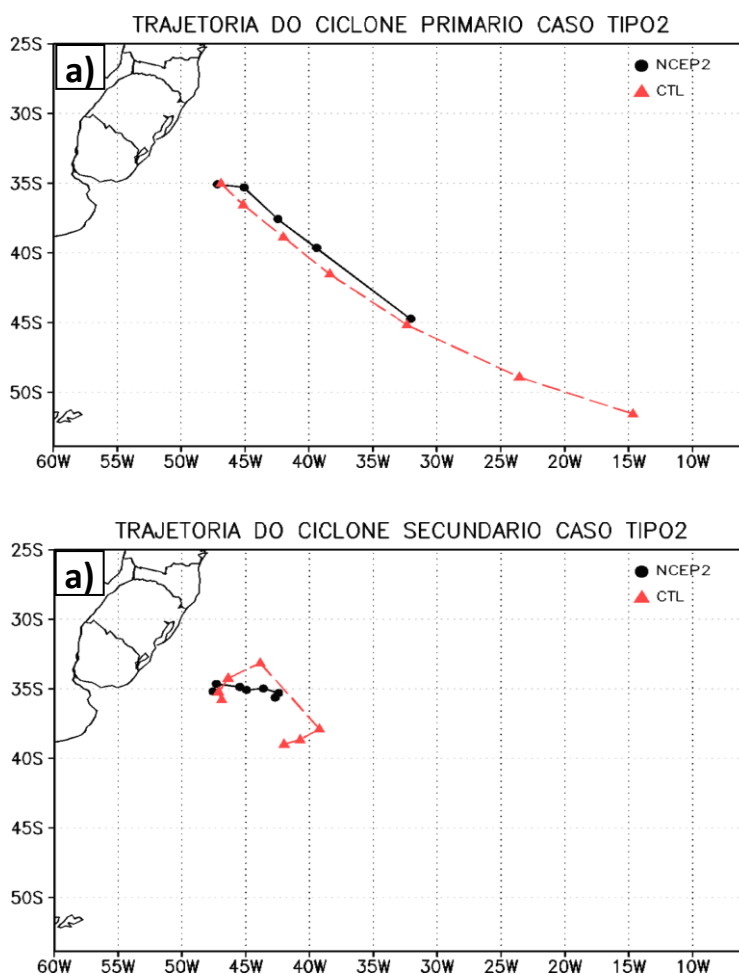 TRAJETORIA DO CICLONE PRIMARIO CASO TIPO2
a)
NCEP2
CTL
25S
30S
35S
40S
45S
50S
60W 55W 50W 45W 40W 35W 30W 25W 20W 15W 10W
TRAJETORIA DO CICLONE SECUNDARIO CASO TIPO2
a)
NCEP2
CTL
25S
30S
35S
40S
45S
50S
60W 55W 50W 45W 40W 35W 30W 25W 20W 15W 10W